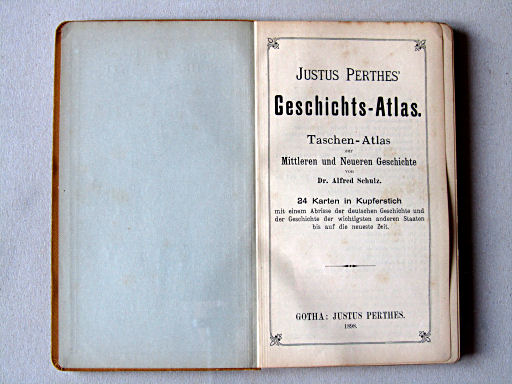 JUSTUS PERTHES'
Geschichts-Atlas.
Taschen-Atlas
zur
Mittleren und Neueren Geschichte
von
Dr. Alfred Schulz.
24 Karten in Kupferstich
mit einem Abrisse der deutschen Geschichte und
der Geschichte der wichtigsten anderen Staaten
bis auf die neueste Zeit.
GOTHA: JUSTUS PERTHES.
1898.